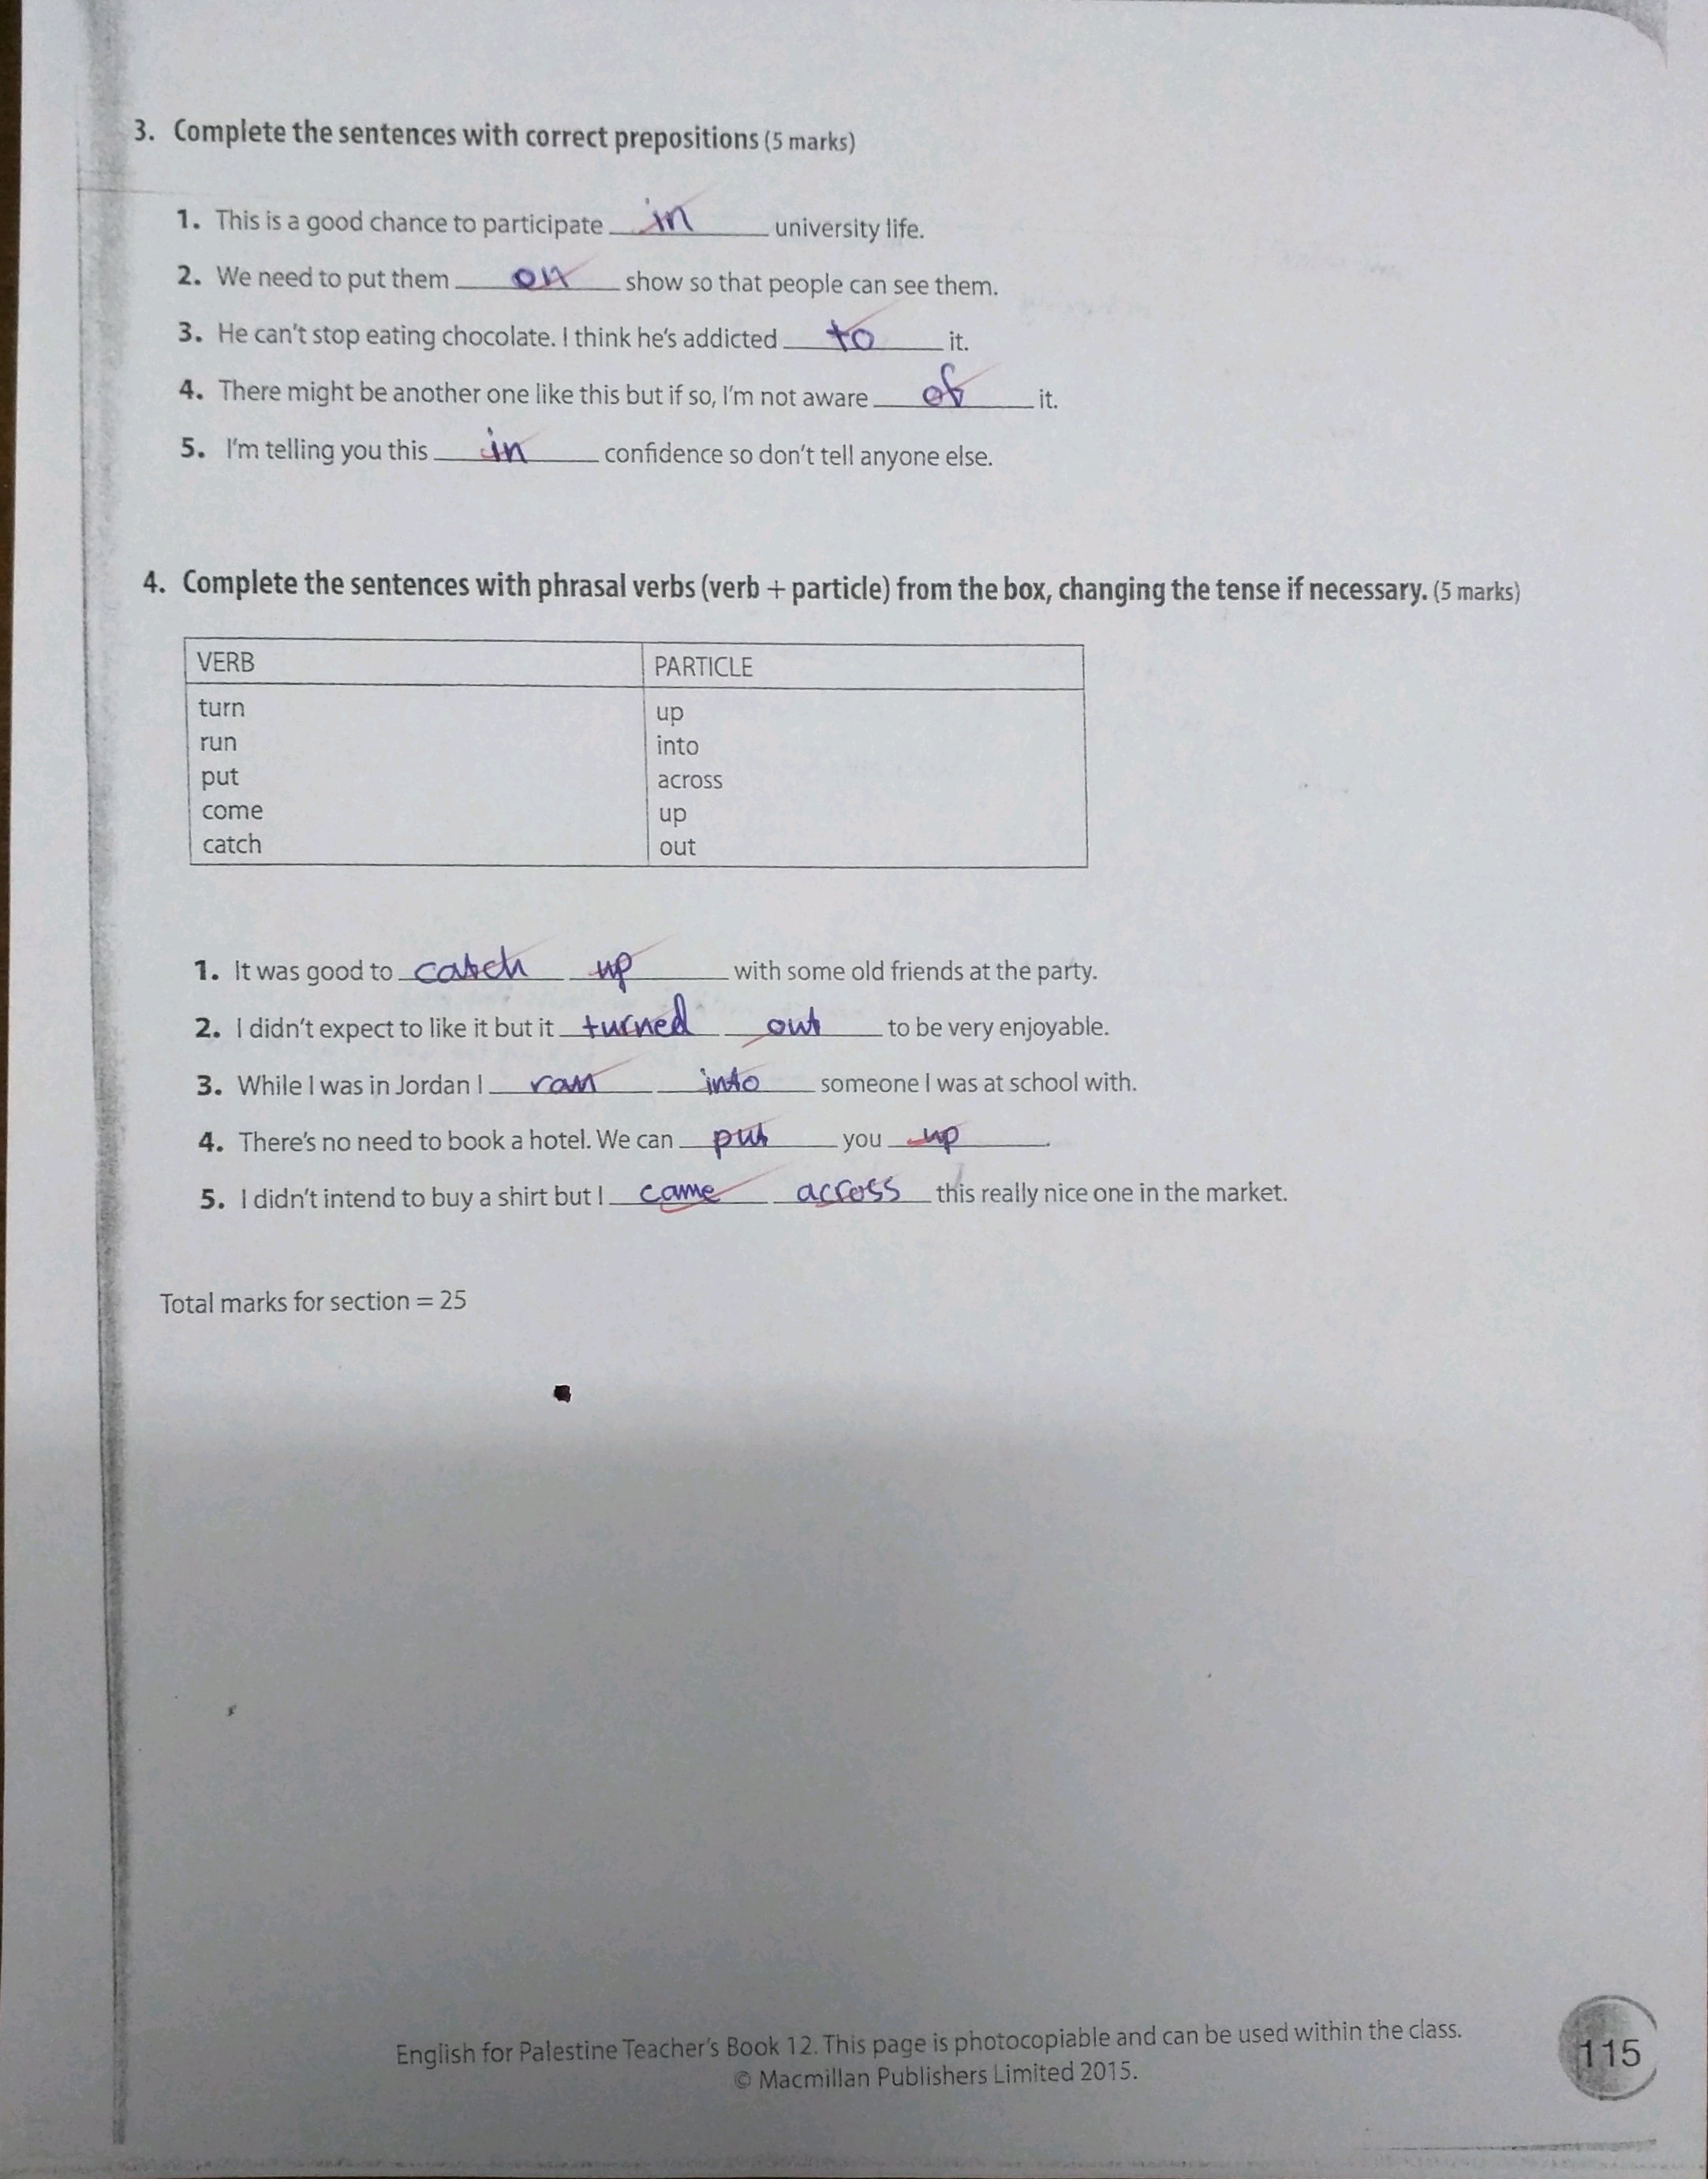 3. Complete the sentences with correct prepositions (5 marks)
1. This is a good chance to participate in university life.
2. We need to put them on show so that people can see them.
3. He can't stop eating chocolate. I think he's addicted to it.
4. There might be another one like this but if so, I'm not aware of it.
5. I'm telling you this in confidence so don't tell anyone else.
4. Complete the sentences with phrasal verbs (verb + particle) from the box, changing the tense if necessary. (5 marks)
VERB PARTICLE
turn up
run into
put across
come up
catch out
1. It was good to catch up with some old friends at the party.
2. I didn't expect to like it but it turned out to be very enjoyable.
3. While I was in Jordan I ran into someone I was at school with.
4. There's no need to book a hotel. We can put you up.
5. I didn't intend to buy a shirt but I came across this really nice one in the market.
Total marks for section = 25
English for Palestine Teacher's Book 12. This page is photocopiable and can be used within the class.
© Macmillan Publishers Limited 2015.
115